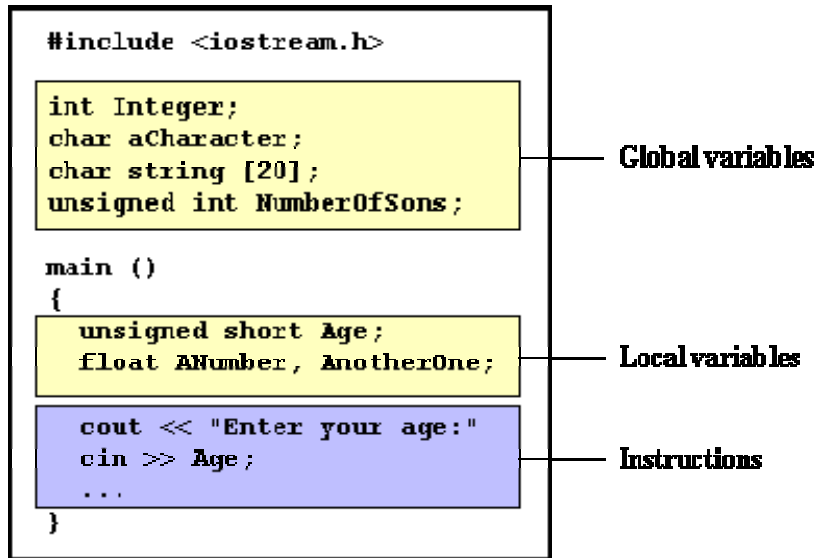 #include <iostream.h>
int Integer;
char aCharacter;
char string [20];
unsigned int NumberOfSons;
Global variables
main ()
{
unsigned short Age;
float ANumber, AnotherOne;
Local variables
cout << "Enter your age:"
cin >> Age;
...
Instructions
}